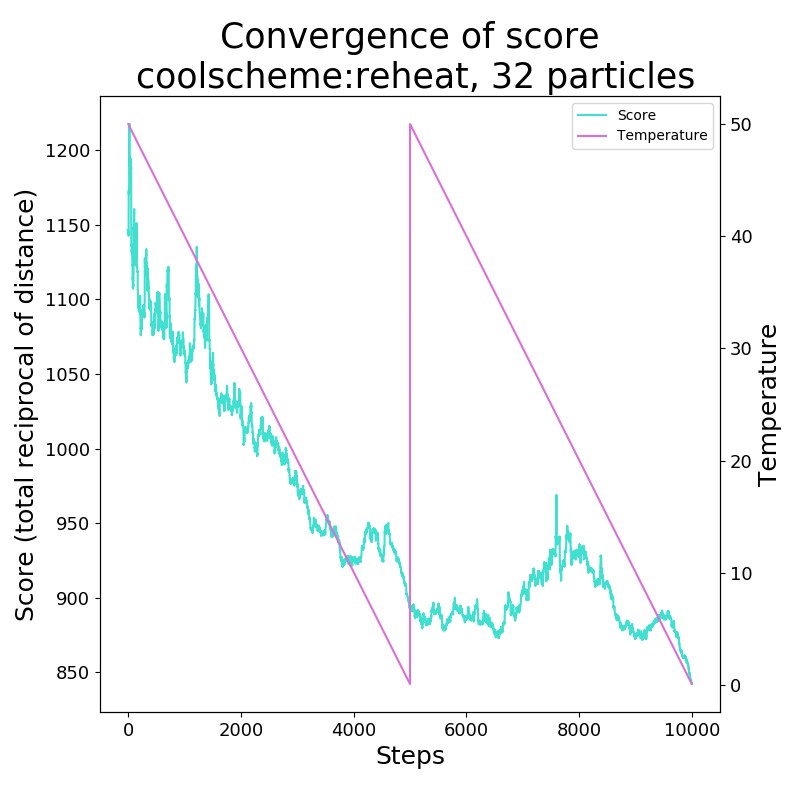 Convergence of score
coolscheme:reheat, 32 particles
Score
Temperature
Score (total reciprocal of distance)
1200
1150
1100
1050
1000
950
900
850
50
40
30
20
10
0
Temperature
0 2000 4000 6000 8000 10000
Steps